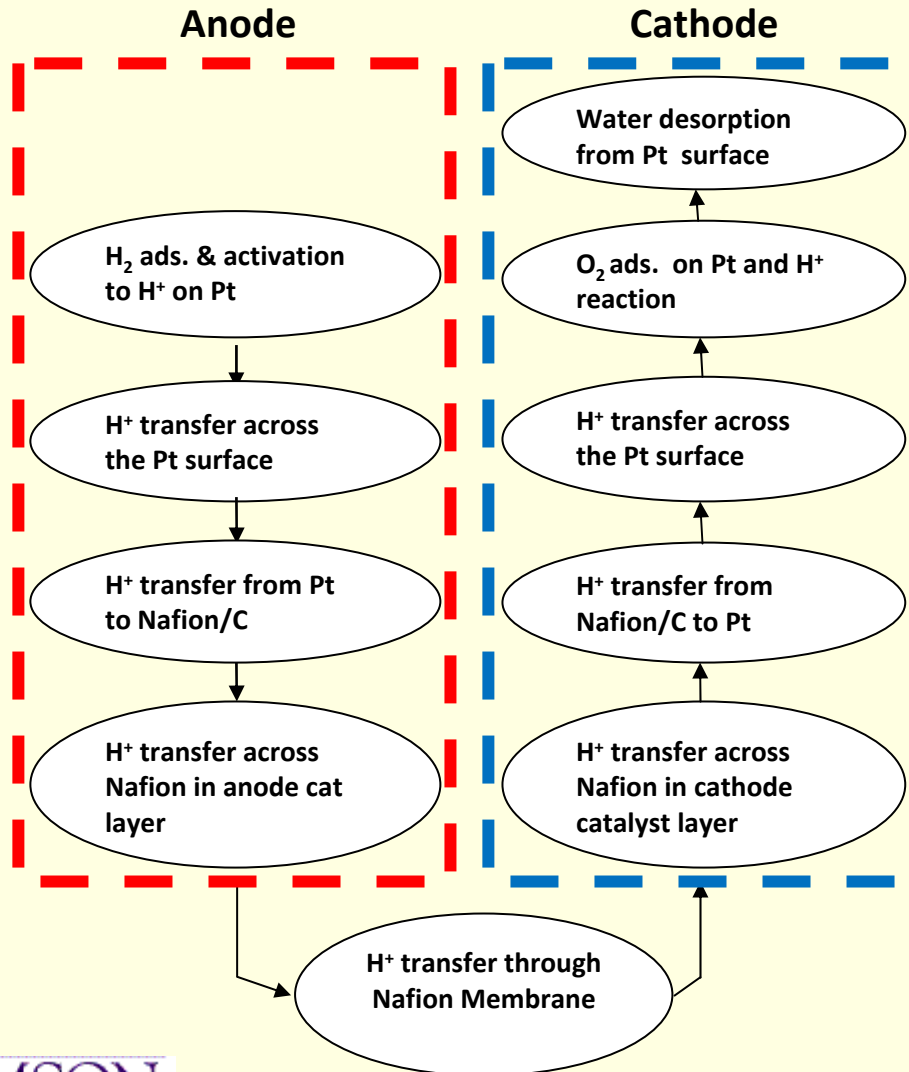 Anode
H₂ ads. & activation
to H⁺ on Pt
H⁺ transfer across
the Pt surface
H⁺ transfer from Pt
to Nafion/C
H⁺ transfer across
Nafion in anode cat
layer
Cathode
Water desorption
from Pt surface
O₂ ads. on Pt and H⁺
reaction
H⁺ transfer across
the Pt surface
H⁺ transfer from
Nafion/C to Pt
H⁺ transfer across
Nafion in cathode
catalyst layer
H⁺ transfer through
Nafion Membrane